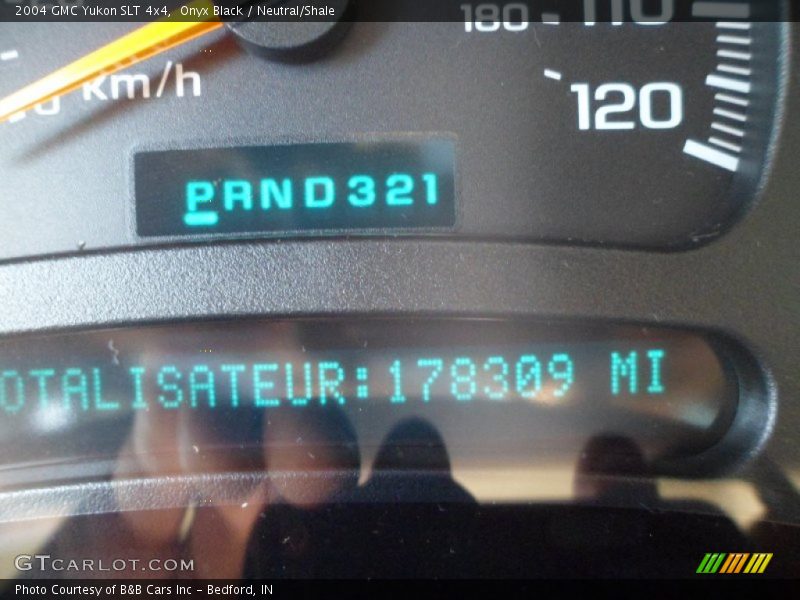 2004 GMC Yukon SLT 4x4, Onyx Black / Neutral/Shale
180 110
km/h
120
PRND321
OTALISATEUR:178309 MI
GTCARLOT.COM
Photo Courtesy of B&B Cars Inc - Bedford, IN